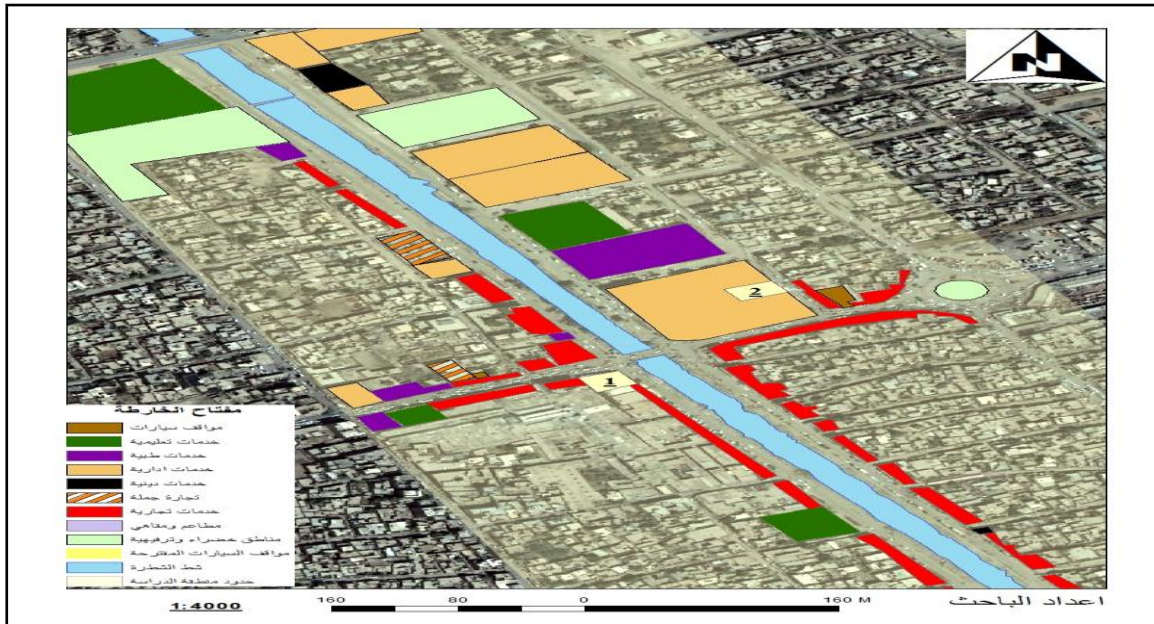 N
2
1
مفتاح الخارطة
مواقف سيارات
خدمات تعليمية
خدمات طبية
خدمات ادارية
خدمات دينية
تجارة جملة
خدمات تجارية
مطاعم ومقاهي
مناطق خضراء وترفيهية
مواقف السيارات المقترحة
شط الشطرة
حدود منطقة الدراسة
1:4000
160 80 0 160 M
اعداد الباحث